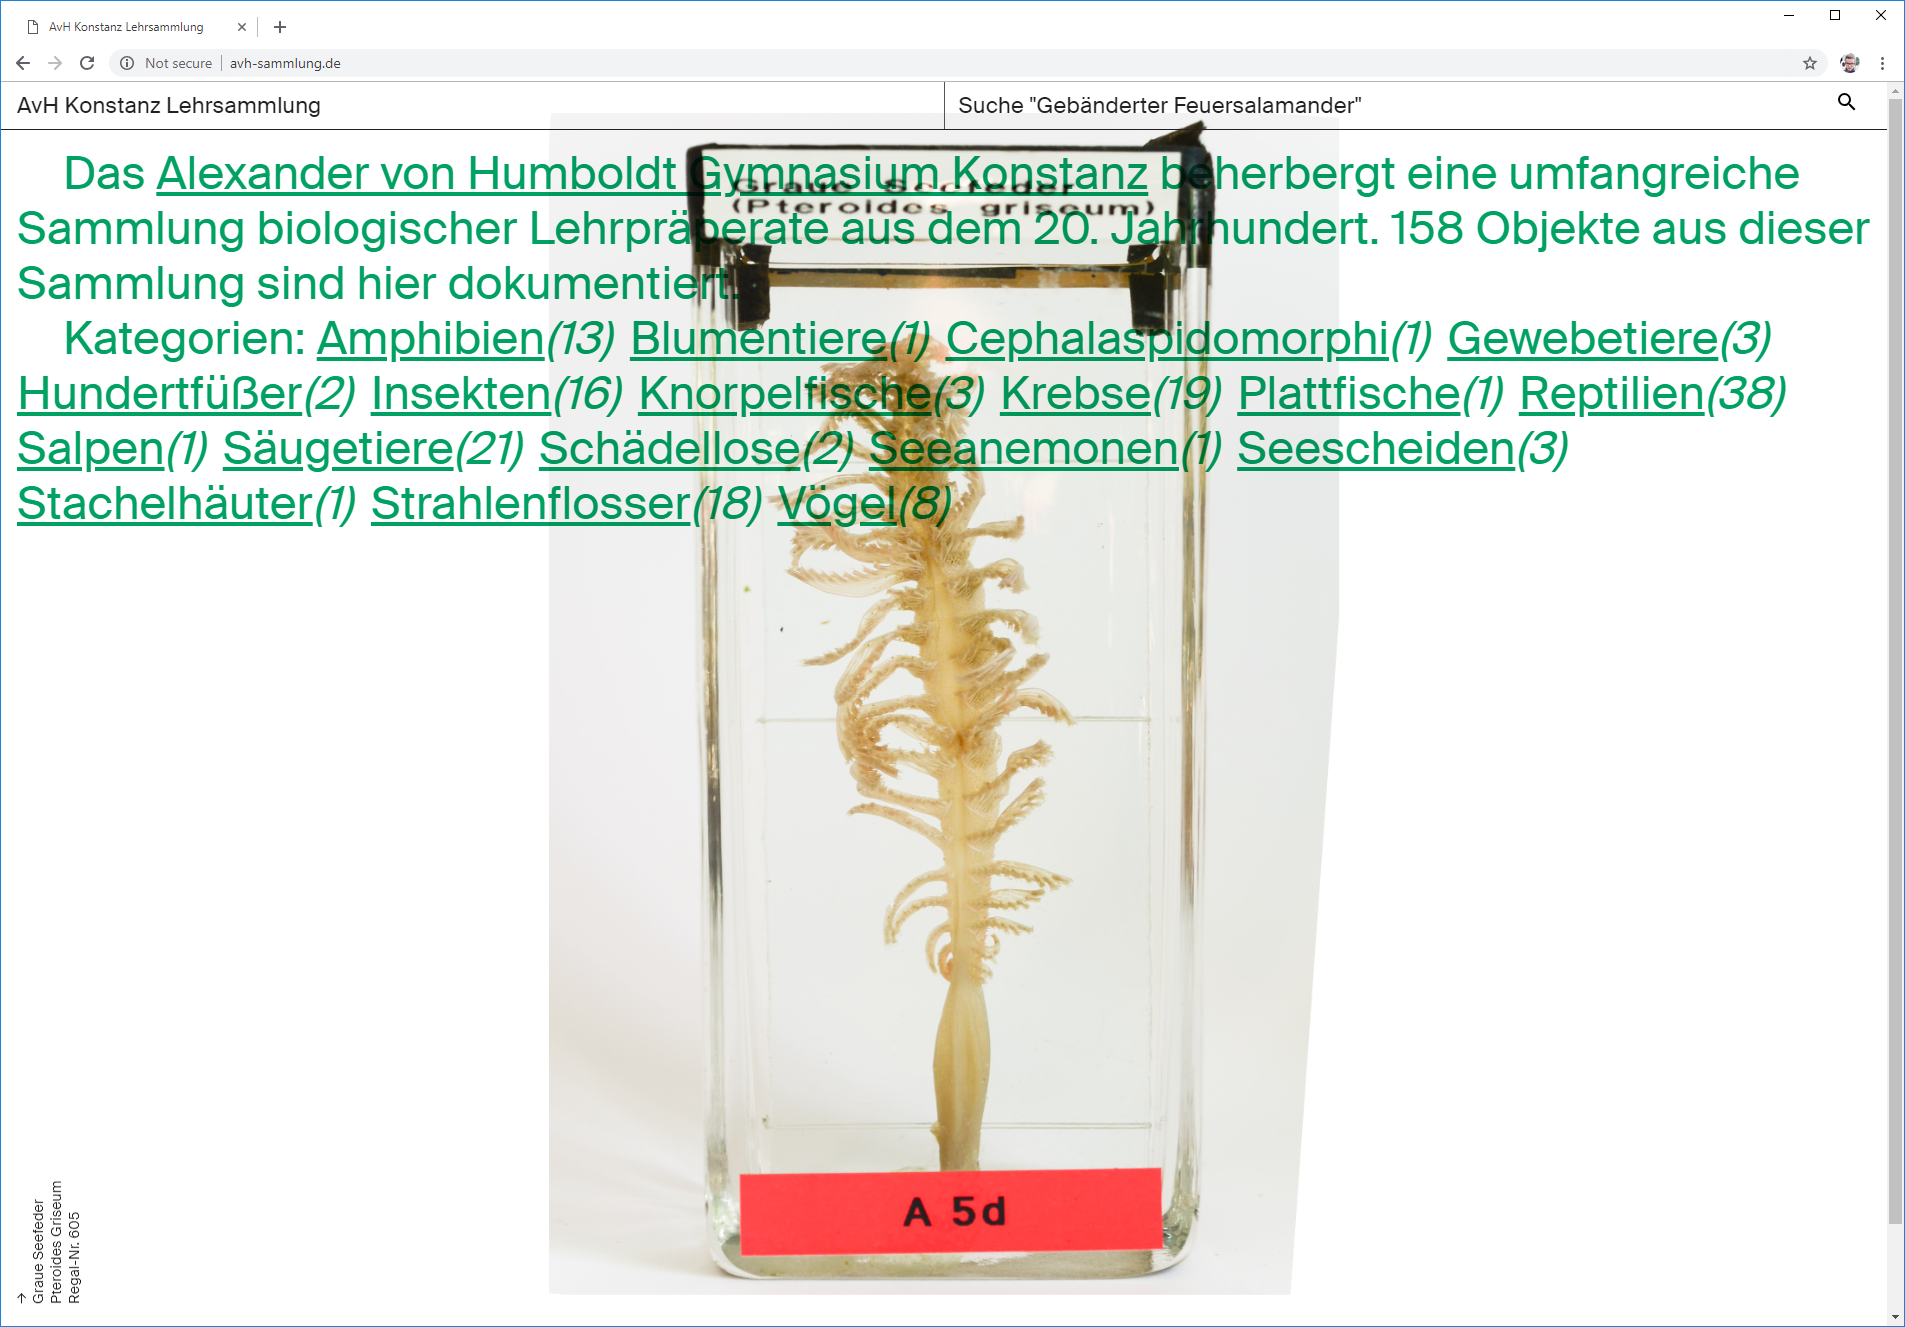 AvH Konstanz Lehrsammlung
Not secure
avh-sammlung.de
AvH Konstanz Lehrsammlung
Suche "Gebänderter Feuersalamander"
Das Alexander von Humboldt Gymnasium Konstanz beherbergt eine umfangreiche
Sammlung biologischer Lehrpräperate aus dem 20. Jahrhundert. 158 Objekte aus dieser
Sammlung sind hier dokumentiert.
Kategorien: Amphibien(13) Blumentiere(1) Cephalaspidomorphi(1) Gewebetiere(3)
Hundertfüßer(2) Insekten(16) Knorpelfische(3) Krebse(19) Plattfische(1) Reptilien(38)
Salpen(1) Säugetiere(21) Schädellose(2) Seeanemonen(1) Seescheiden(3)
Stachelhäuter(1) Strahlenflosser(18) Vögel(8)
Graue Seefeder
(Pteroides griseum)
A 5d
Graue Seefeder
Pteroides Griseum
Regal-Nr. 605